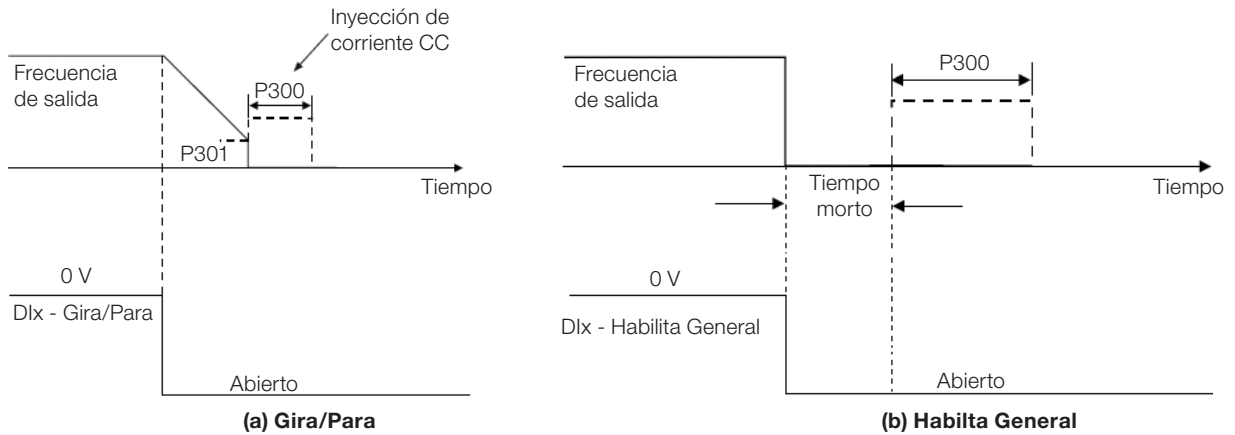 Inyección de
corriente CC
Frecuencia
de salida
P300
P301
Tiempo
0 V
DIx - Gira/Para
Abierto
(a) Gira/Para
Frecuencia
de salida
P300
Tiempo
morto
Tiempo
0 V
DIx - Habilita General
Abierto
(b) Habilta General